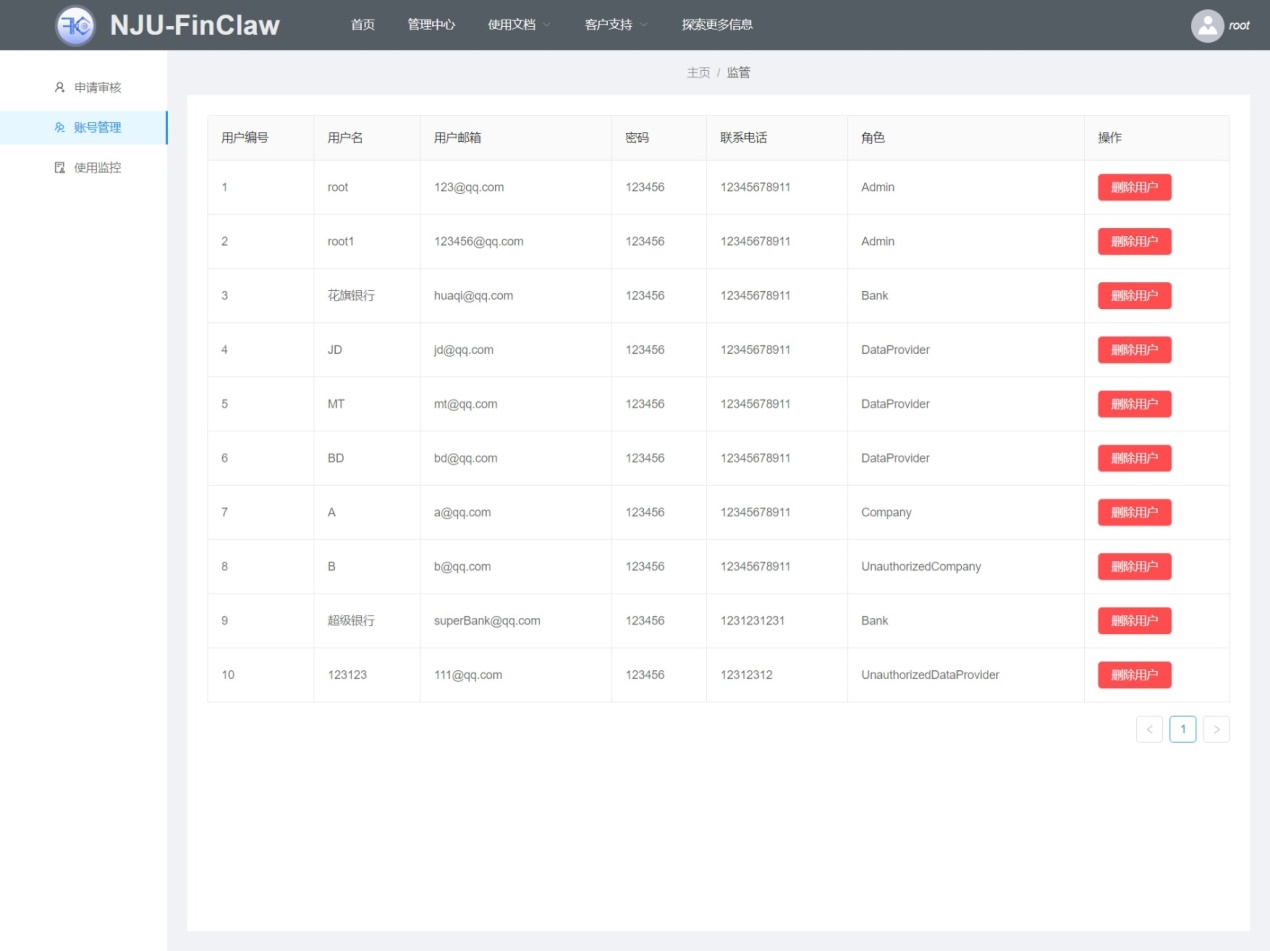 NJU-FinClaw 首页 管理中心 使用文档 客户支持 探索更多信息 root
申请审核
账号管理
使用监控
主页 / 监管
用户编号 用户名 用户邮箱 密码 联系电话 角色 操作
1 root 123@qq.com 123456 12345678911 Admin 删除用户
2 root1 123456@qq.com 123456 12345678911 Admin 删除用户
3 花旗银行 huaqi@qq.com 123456 12345678911 Bank 删除用户
4 JD jd@qq.com 123456 12345678911 DataProvider 删除用户
5 MT mt@qq.com 123456 12345678911 DataProvider 删除用户
6 BD bd@qq.com 123456 12345678911 DataProvider 删除用户
7 A a@qq.com 123456 12345678911 Company 删除用户
8 B b@qq.com 123456 12345678911 UnauthorizedCompany 删除用户
9 超级银行 superBank@qq.com 123456 1231231231 Bank 删除用户
10 123123 111@qq.com 123456 12312312 UnauthorizedDataProvider 删除用户
< 1 >